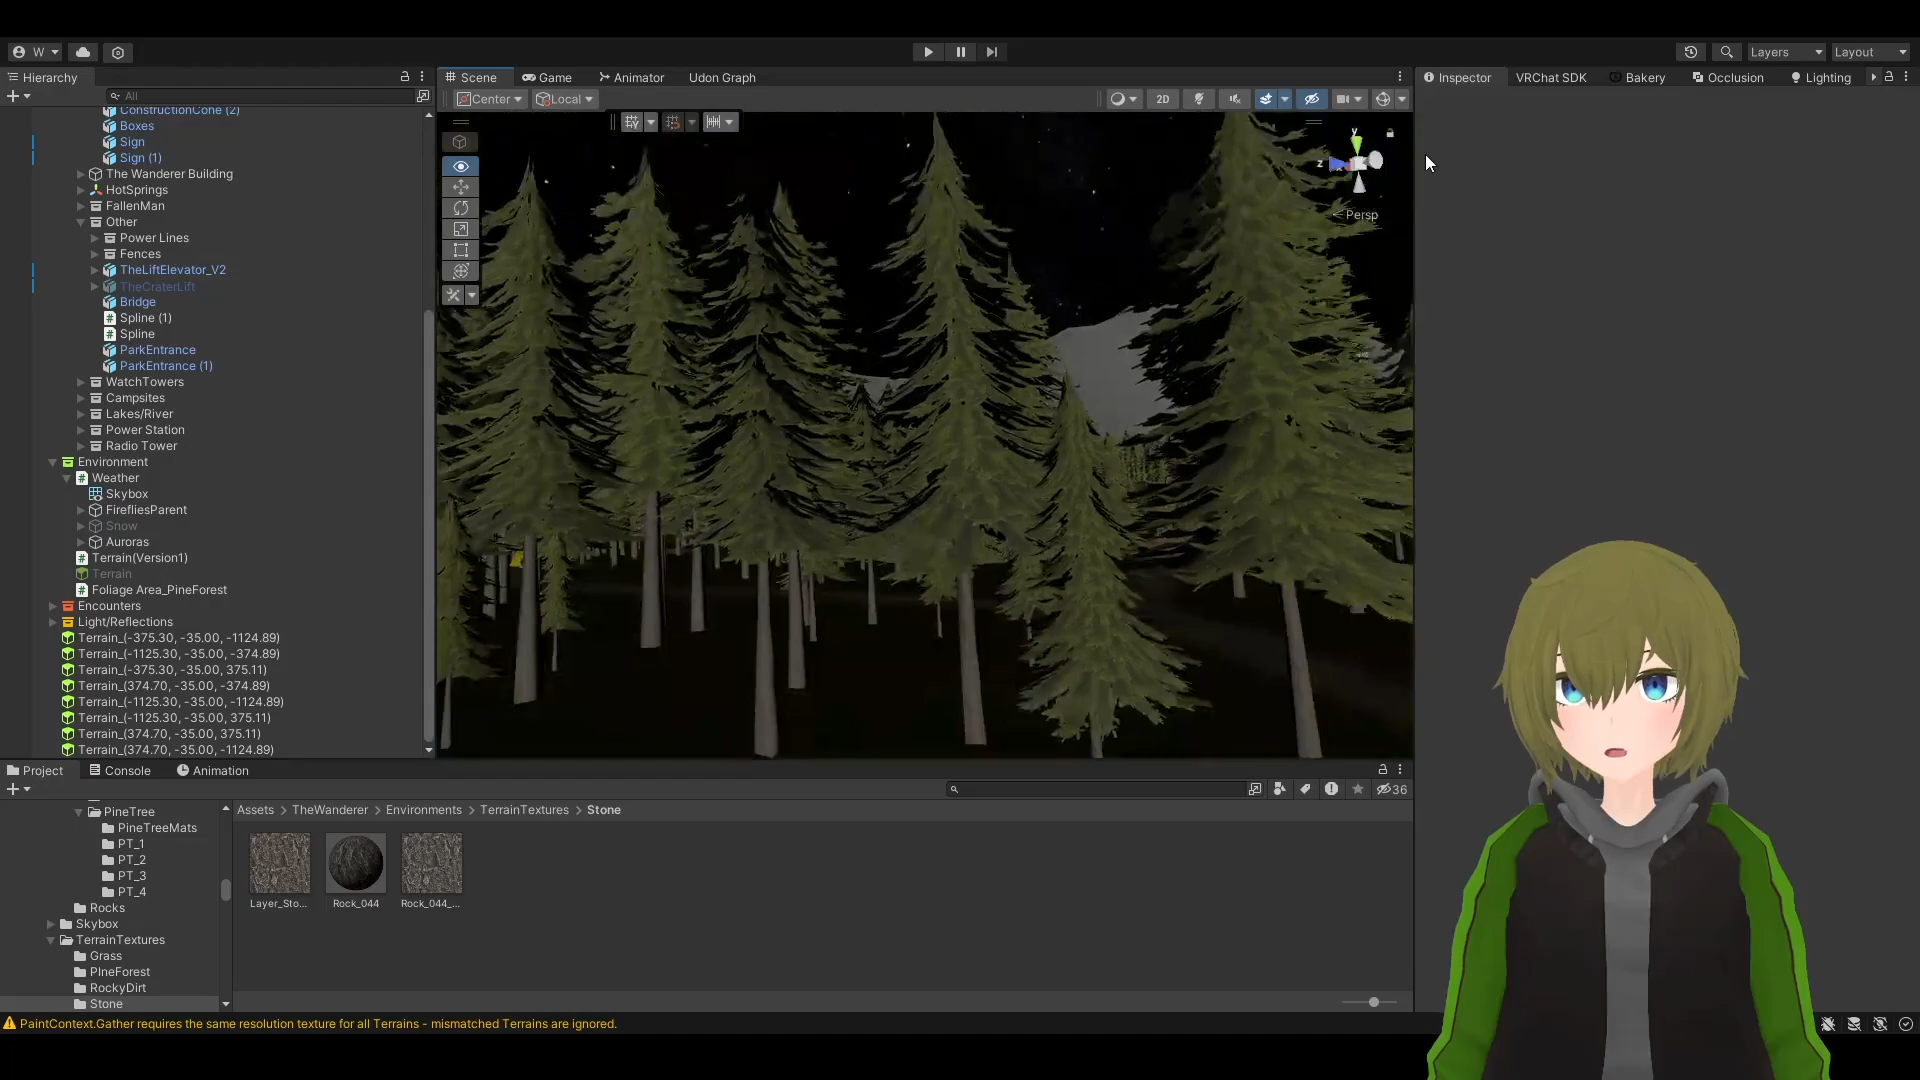 W
Layers
Layout
Hierarchy
Scene
Game
Animator
Udon Graph
Inspector
VRChat SDK
Bakery
Occlusion
Lighting
All
Center
Local
2D
ConstructionCone (2)
Boxes
Sign
Sign (1)
The Wanderer Building
HotSprings
FallenMan
Other
Power Lines
Fences
TheLiftElevator_V2
TheCraterLift
Bridge
Spline (1)
Spline
ParkEntrance
ParkEntrance (1)
WatchTowers
Campsites
Lakes/River
Power Station
Radio Tower
Environment
Weather
Skybox
FirefliesParent
Snow
Auroras
Terrain(Version1)
Terrain
Foliage Area_PineForest
Encounters
Light/Reflections
Terrain_(-375.30, -35.00, -1124.89)
Terrain_(-1125.30, -35.00, -374.89)
Terrain_(-375.30, -35.00, 375.11)
Terrain_(374.70, -35.00, -374.89)
Terrain_(-1125.30, -35.00, -1124.89)
Terrain_(-1125.30, -35.00, 375.11)
Terrain_(374.70, -35.00, 375.11)
Terrain_(374.70, -35.00, -1124.89)
y
z
Persp
Project
Console
Animation
36
PineTree
PineTreeMats
PT_1
PT_2
PT_3
PT_4
Rocks
Skybox
TerrainTextures
Grass
PIneForest
RockyDirt
Stone
Assets
TheWanderer
Environments
TerrainTextures
Stone
Layer_Sto...
Rock_044
Rock_044_...
PaintContext.Gather requires the same resolution texture for all Terrains - mismatched Terrains are ignored.